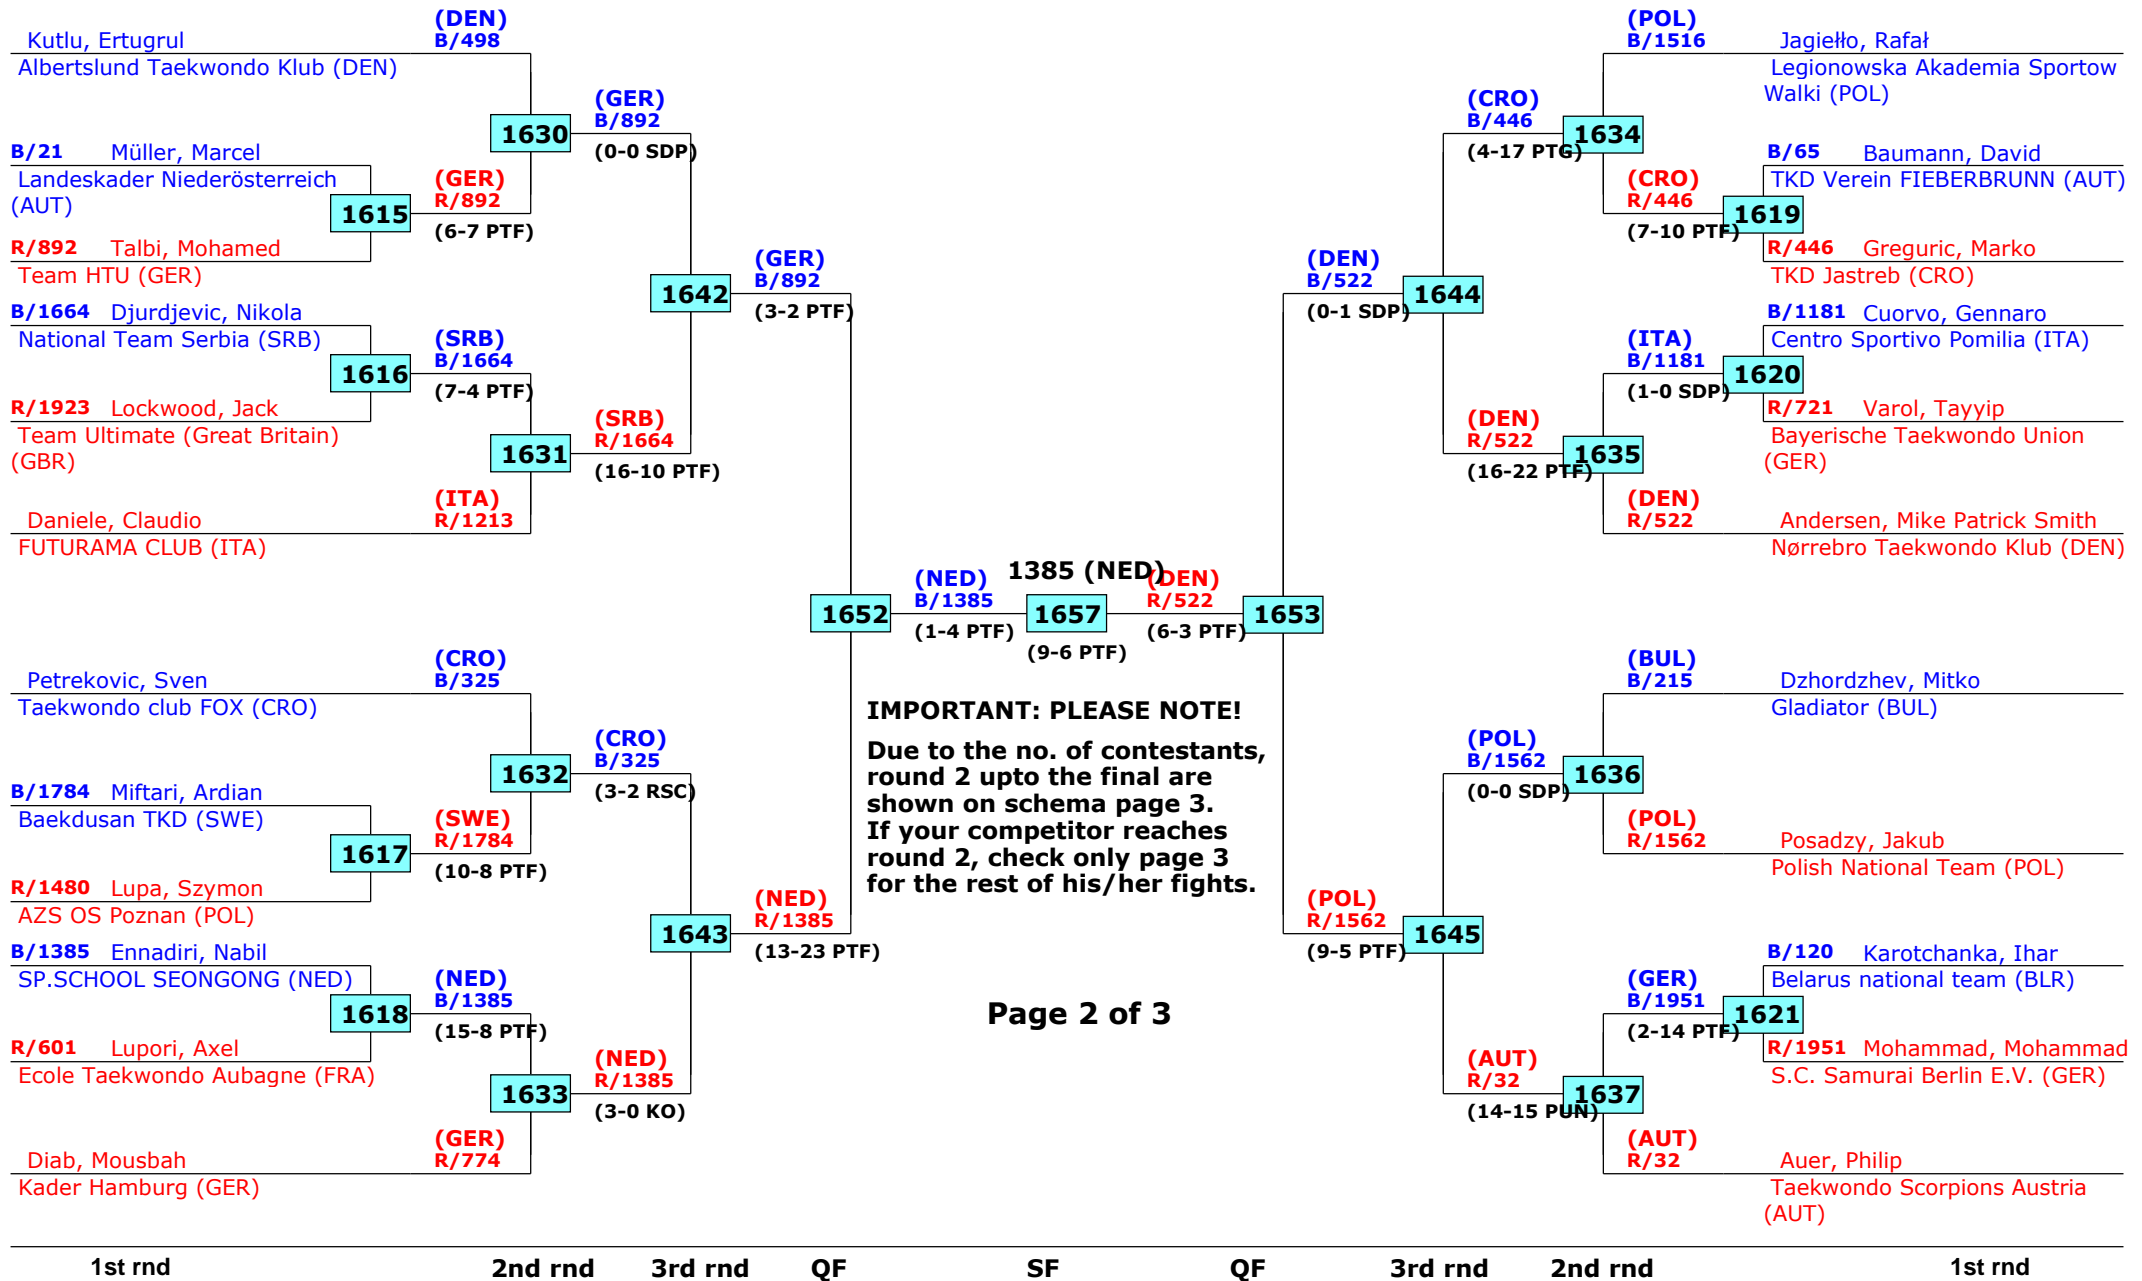 (DEN)
B/498
Kutlu, Ertugrul
Albertslund Taekwondo Klub (DEN)
1630
(GER)
B/892
(0-0 SDP)
B/21 Müller, Marcel
Landeskader Niederösterreich
(AUT)
1615
(GER)
R/892
(6-7 PTF)
R/892 Talbi, Mohamed
Team HTU (GER)
1642
(GER)
B/892
(3-2 PTF)
B/1664 Djurdjevic, Nikola
National Team Serbia (SRB)
1616
(SRB)
B/1664
(7-4 PTF)
R/1923 Lockwood, Jack
Team Ultimate (Great Britain)
(GBR)
1631
(SRB)
R/1664
(16-10 PTF)
(ITA)
R/1213
Daniele, Claudio
FUTURAMA CLUB (ITA)
1652
(NED)
B/1385
(1-4 PTF)
1385 (NED)
1657
(9-6 PTF)
(DEN)
R/522
(6-3 PTF)
1653
(CRO)
B/325
Petrekovic, Sven
Taekwondo club FOX (CRO)
1632
(CRO)
B/325
(3-2 RSC)
B/1784 Miftari, Ardian
Baekdusan TKD (SWE)
1617
(SWE)
R/1784
(10-8 PTF)
R/1480 Lupa, Szymon
AZS OS Poznan (POL)
1643
(NED)
R/1385
(13-23 PTF)
B/1385 Ennadiri, Nabil
SP.SCHOOL SEONGONG (NED)
1618
(NED)
B/1385
(15-8 PTF)
R/601 Lupori, Axel
Ecole Taekwondo Aubagne (FRA)
1633
(NED)
R/1385
(3-0 KO)
(GER)
R/774
Diab, Mousbah
Kader Hamburg (GER)
IMPORTANT: PLEASE NOTE!
Due to the no. of contestants,
round 2 upto the final are
shown on schema page 3.
If your competitor reaches
round 2, check only page 3
for the rest of his/her fights.
Page 2 of 3
(POL)
B/1516
Jagiełło, Rafał
Legionowska Akademia Sportow
Walki (POL)
(CRO)
B/446
(4-17 PTG)
1634
B/65 Baumann, David
TKD Verein FIEBERBRUNN (AUT)
(CRO)
R/446
(7-10 PTF)
1619
R/446 Greguric, Marko
TKD Jastreb (CRO)
(DEN)
B/522
(0-1 SDP)
1644
B/1181 Cuorvo, Gennaro
Centro Sportivo Pomilia (ITA)
(ITA)
B/1181
(1-0 SDP)
1620
R/721 Varol, Tayyip
Bayerische Taekwondo Union
(GER)
(DEN)
R/522
(16-22 PTF)
1635
(DEN)
R/522
Andersen, Mike Patrick Smith
Nørrebro Taekwondo Klub (DEN)
(BUL)
B/215
Dzhordzhev, Mitko
Gladiator (BUL)
(POL)
B/1562
(0-0 SDP)
1636
(POL)
R/1562
Posadzy, Jakub
Polish National Team (POL)
(POL)
R/1562
(9-5 PTF)
1645
B/120 Karotchanka, Ihar
Belarus national team (BLR)
(GER)
B/1951
(2-14 PTF)
1621
R/1951 Mohammad, Mohammad
S.C. Samurai Berlin E.V. (GER)
(AUT)
R/32
(14-15 PUN)
1637
(AUT)
R/32
Auer, Philip
Taekwondo Scorpions Austria
(AUT)
1st rnd 2nd rnd 3rd rnd QF SF QF 3rd rnd 2nd rnd 1st rnd